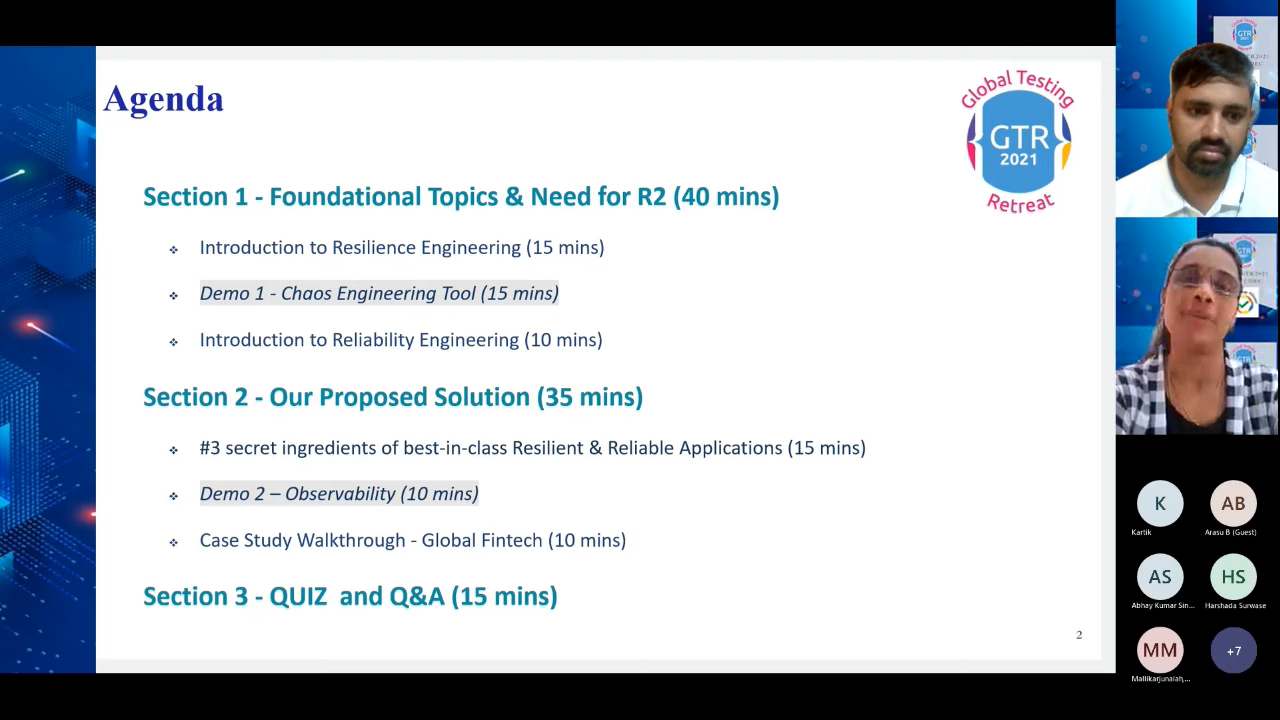 Agenda
Global Testing
GTR
2021
Retreat
Section 1 - Foundational Topics & Need for R2 (40 mins)
Introduction to Resilience Engineering (15 mins)
Demo 1 - Chaos Engineering Tool (15 mins)
Introduction to Reliability Engineering (10 mins)
Section 2 - Our Proposed Solution (35 mins)
#3 secret ingredients of best-in-class Resilient & Reliable Applications (15 mins)
Demo 2 – Observability (10 mins)
Case Study Walkthrough - Global Fintech (10 mins)
Section 3 - QUIZ and Q&A (15 mins)
2
K
Kartik
AB
Arasu B (Guest)
AS
Abhay Kumar Sin...
HS
Harshada Surwase
MM
Mallikarjunaiah,...
+7